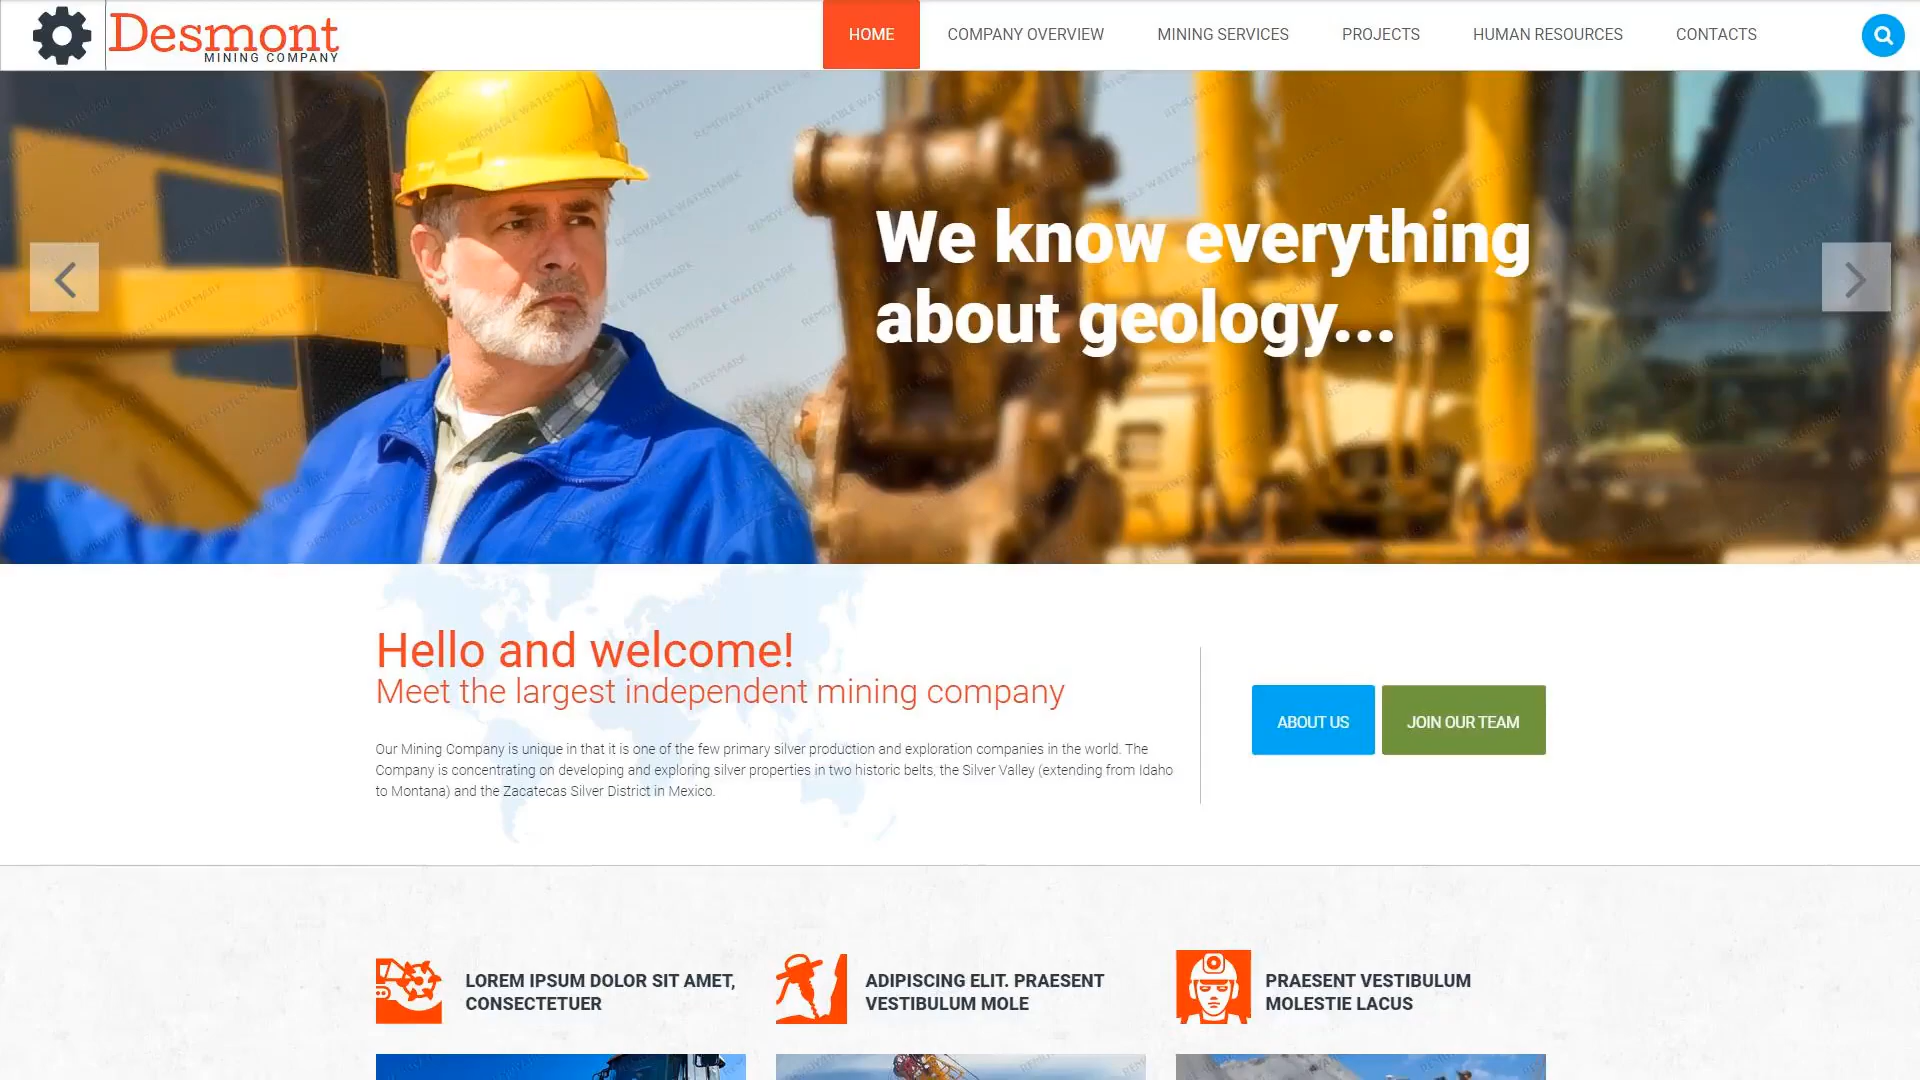 Desmont
MINING COMPANY
HOME
COMPANY OVERVIEW
MINING SERVICES
PROJECTS
HUMAN RESOURCES
CONTACTS
We know everything
about geology...
Hello and welcome!
Meet the largest independent mining company
Our Mining Company is unique in that it is one of the few primary silver production and exploration companies in the world. The
Company is concentrating on developing and exploring silver properties in two historic belts, the Silver Valley (extending from Idaho
to Montana) and the Zacatecas Silver District in Mexico.
ABOUT US
JOIN OUR TEAM
LOREM IPSUM DOLOR SIT AMET,
CONSECTETUER
ADIPISCING ELIT. PRAESENT
VESTIBULUM MOLE
PRAESENT VESTIBULUM
MOLESTIE LACUS
REMOVABLE WATERMARK